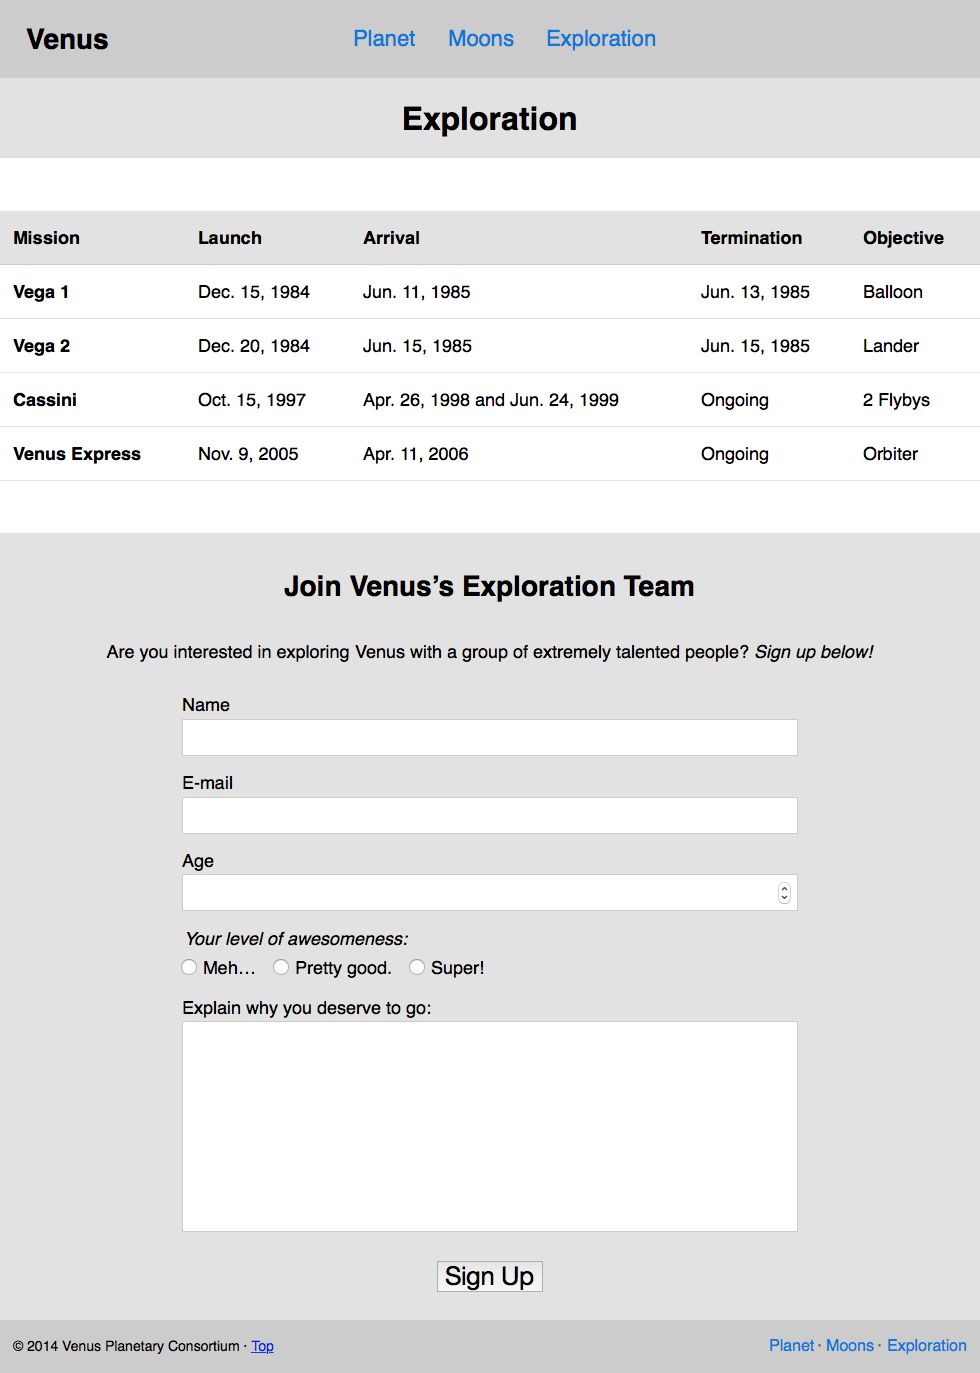 Venus Planet Moons Exploration
Exploration
Mission Launch Arrival Termination Objective
Vega 1 Dec. 15, 1984 Jun. 11, 1985 Jun. 13, 1985 Balloon
Vega 2 Dec. 20, 1984 Jun. 15, 1985 Jun. 15, 1985 Lander
Cassini Oct. 15, 1997 Apr. 26, 1998 and Jun. 24, 1999 Ongoing 2 Flybys
Venus Express Nov. 9, 2005 Apr. 11, 2006 Ongoing Orbiter
Join Venus’s Exploration Team
Are you interested in exploring Venus with a group of extremely talented people? Sign up below!
Name
E-mail
Age
Your level of awesomeness:
Meh… Pretty good. Super!
Explain why you deserve to go:
Sign Up
© 2014 Venus Planetary Consortium · Top Planet · Moons · Exploration